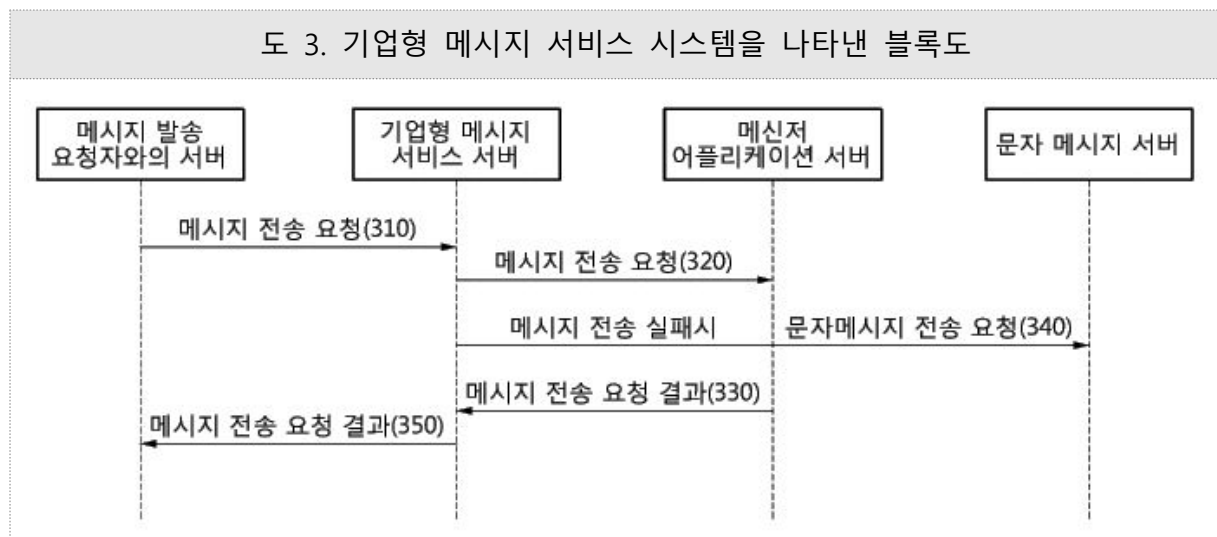 도 3. 기업형 메시지 서비스 시스템을 나타낸 블록도
메시지 발송
요청자와의 서버
기업형 메시지
서비스 서버
메신저
어플리케이션 서버
문자 메시지 서버
메시지 전송 요청(310)
메시지 전송 요청(320)
메시지 전송 실패시
문자메시지 전송 요청(340)
메시지 전송 요청 결과(330)
메시지 전송 요청 결과(350)